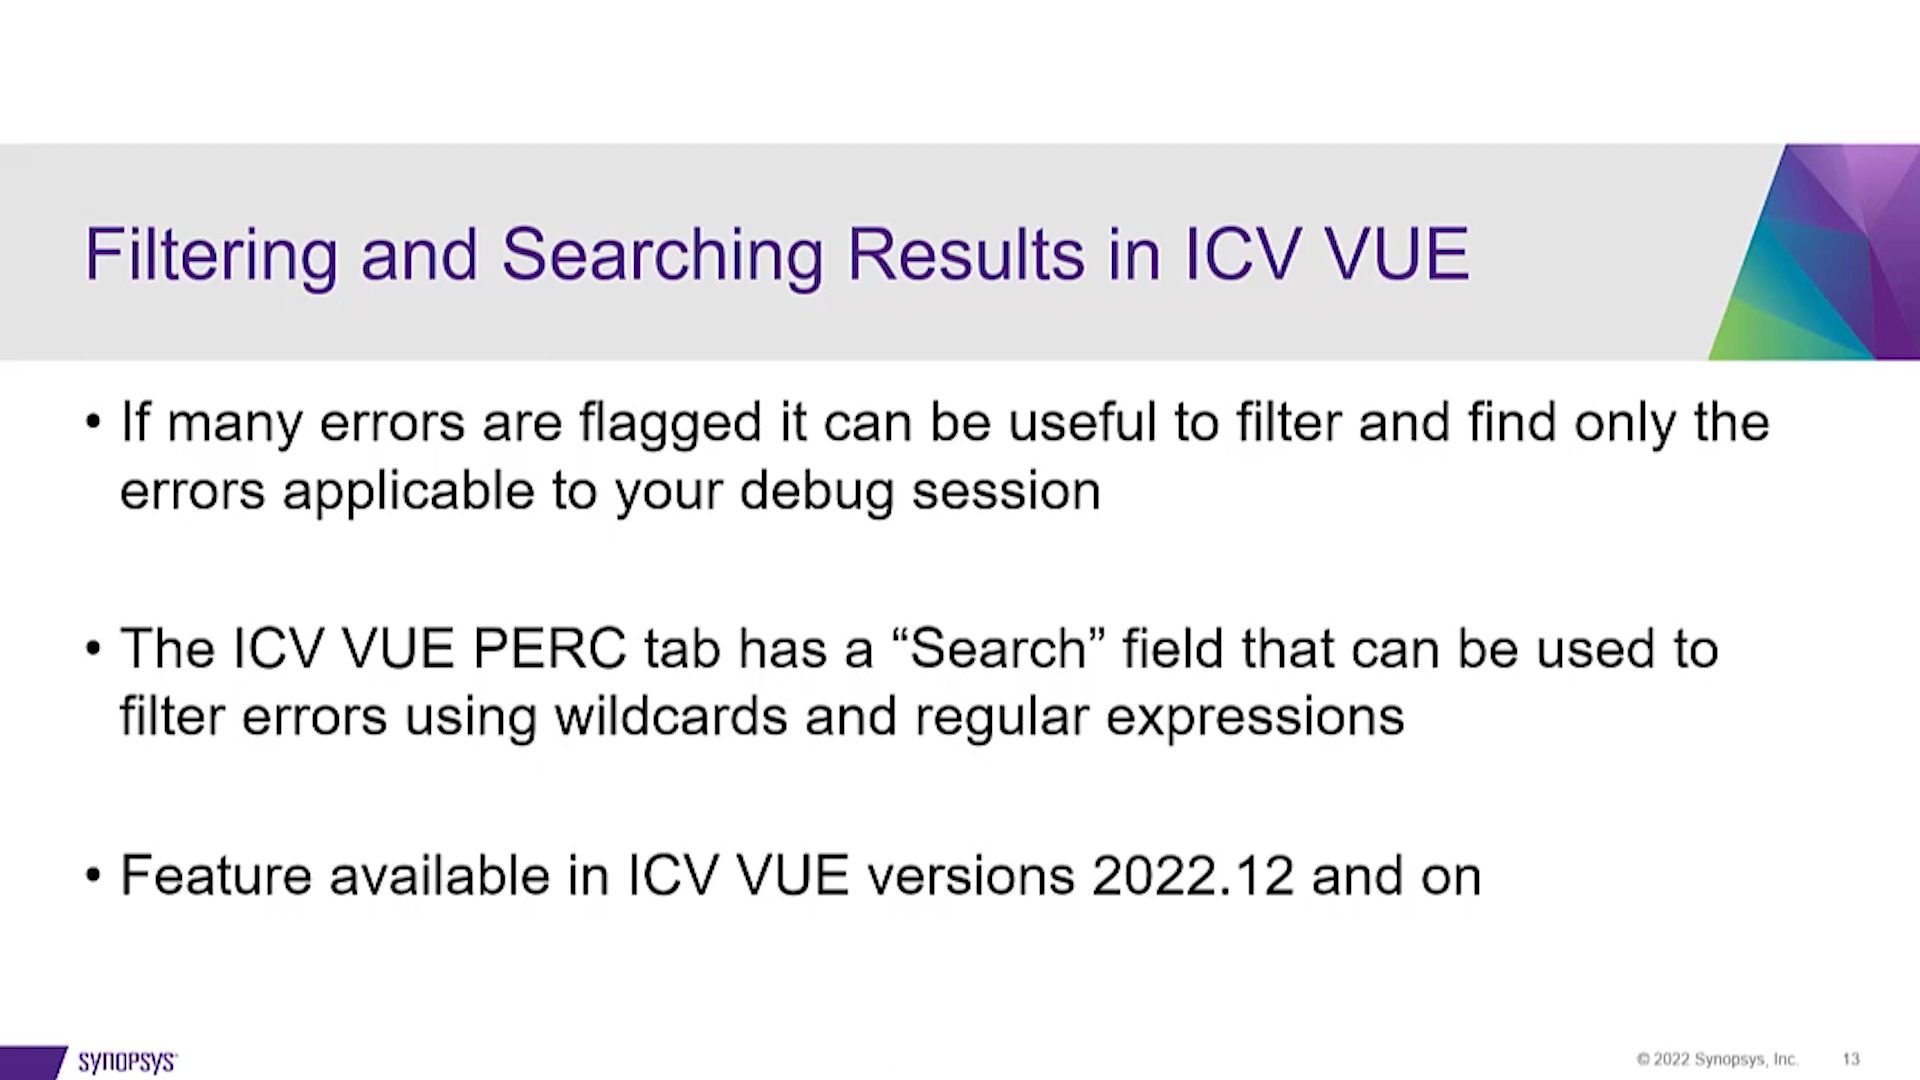 Filtering and Searching Results in ICV VUE
• If many errors are flagged it can be useful to filter and find only the
errors applicable to your debug session
• The ICV VUE PERC tab has a “Search” field that can be used to
filter errors using wildcards and regular expressions
• Feature available in ICV VUE versions 2022.12 and on
SYNOPSYS
© 2022 Synopsys, Inc. 13